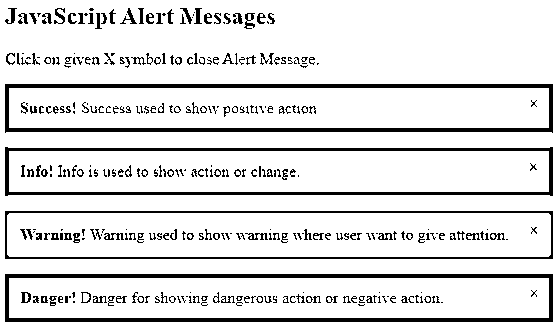 JavaScript Alert Messages
Click on given X symbol to close Alert Message.
Success! Success used to show positive action ×
Info! Info is used to show action or change. ×
Warning! Warning used to show warning where user want to give attention. ×
Danger! Danger for showing dangerous action or negative action. ×